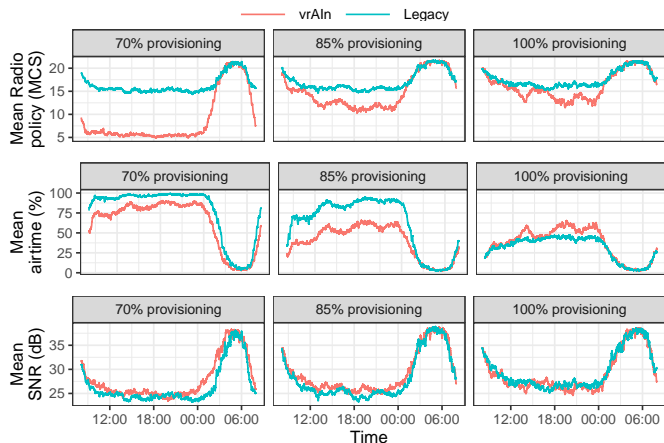 vrAIn Legacy
70% provisioning 85% provisioning 100% provisioning
Mean Radio
policy (MCS)
20
15
10
5
70% provisioning 85% provisioning 100% provisioning
Mean
airtime (%)
100
75
50
25
0
70% provisioning 85% provisioning 100% provisioning
Mean
SNR (dB)
35
30
25
12:00 18:00 00:00 06:00 12:00 18:00 00:00 06:00 12:00 18:00 00:00 06:00
Time